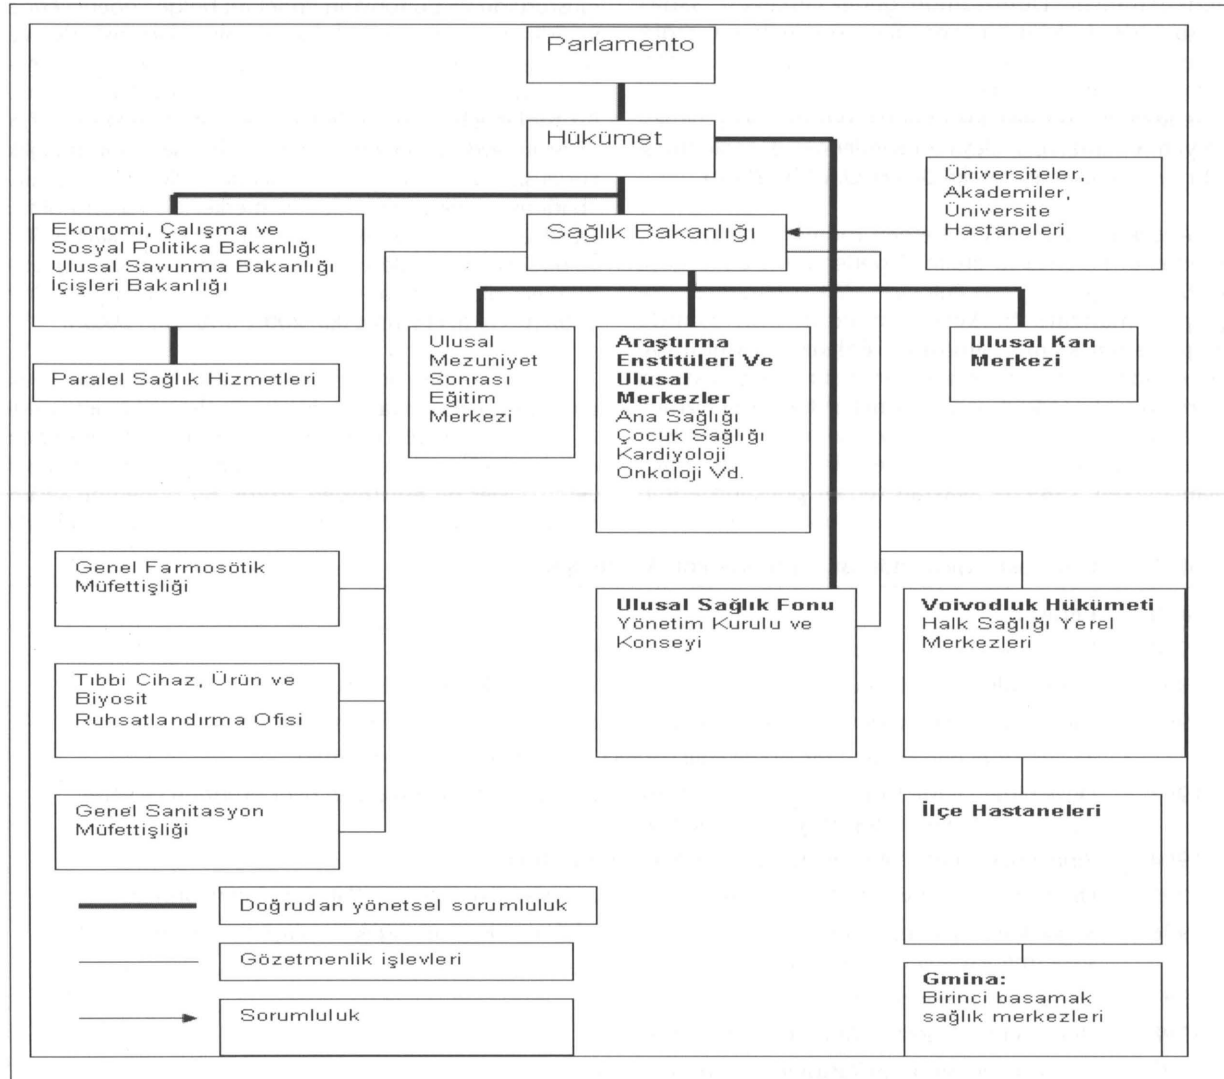 Parlamento
Hükümet
Üniversiteler,
Akademiler,
Üniversite
Hastaneleri
Ekonomi, Çalışma ve
Sosyal Politika Bakanlığı
Ulusal Savunma Bakanlığı
İçişleri Bakanlığı
Sağlık Bakanlığı
Paralel Sağlık Hizmetleri
Ulusal
Mezuniyet
Sonrası
Eğitim
Merkezi
Araştırma
Enstitüleri Ve
Ulusal
Merkezler
Ana Sağlığı
Çocuk Sağlığı
Kardiyoloji
Onkoloji Vd.
Ulusal Kan
Merkezi
Genel Farmosötik
Müfettişliği
Ulusal Sağlık Fonu
Yönetim Kurulu ve
Konseyi
Voivodluk Hükümeti
Halk Sağlığı Yerel
Merkezleri
Tıbbi Cihaz, Ürün ve
Biyosit
Ruhsatlandırma Ofisi
Genel Sanitasyon
Müfettişliği
İlçe Hastaneleri
Doğrudan yönetsel sorumluluk
Gözetmenlik işlevleri
Sorumluluk
Gmina:
Birinci basamak
sağlık merkezleri